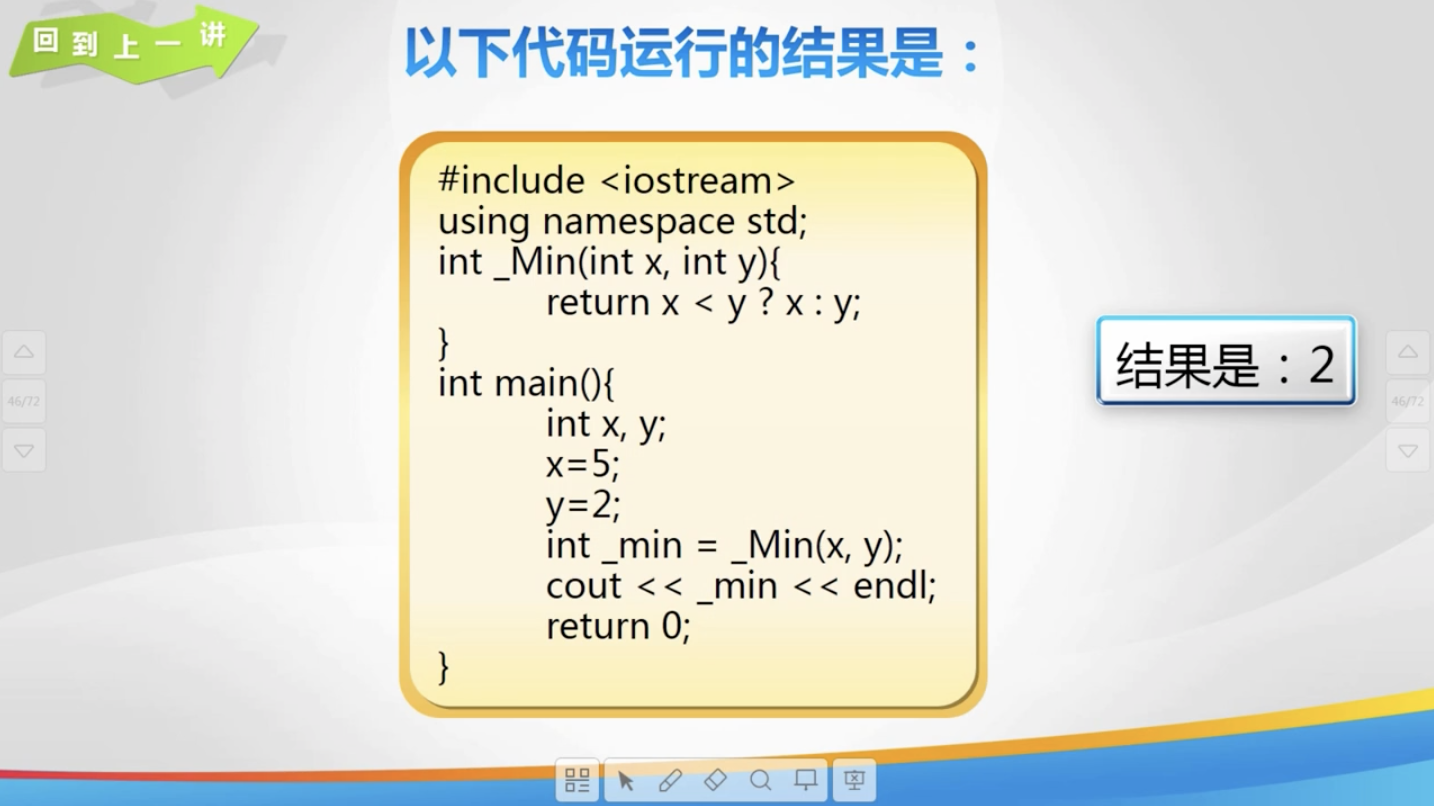 回到上一讲
以下代码运行的结果是：
#include <iostream>
using namespace std;
int _Min(int x, int y){
return x < y ? x : y;
}
int main(){
int x, y;
x=5;
y=2;
int _min = _Min(x, y);
cout << _min << endl;
return 0;
}
结果是：2
46/72
46/72